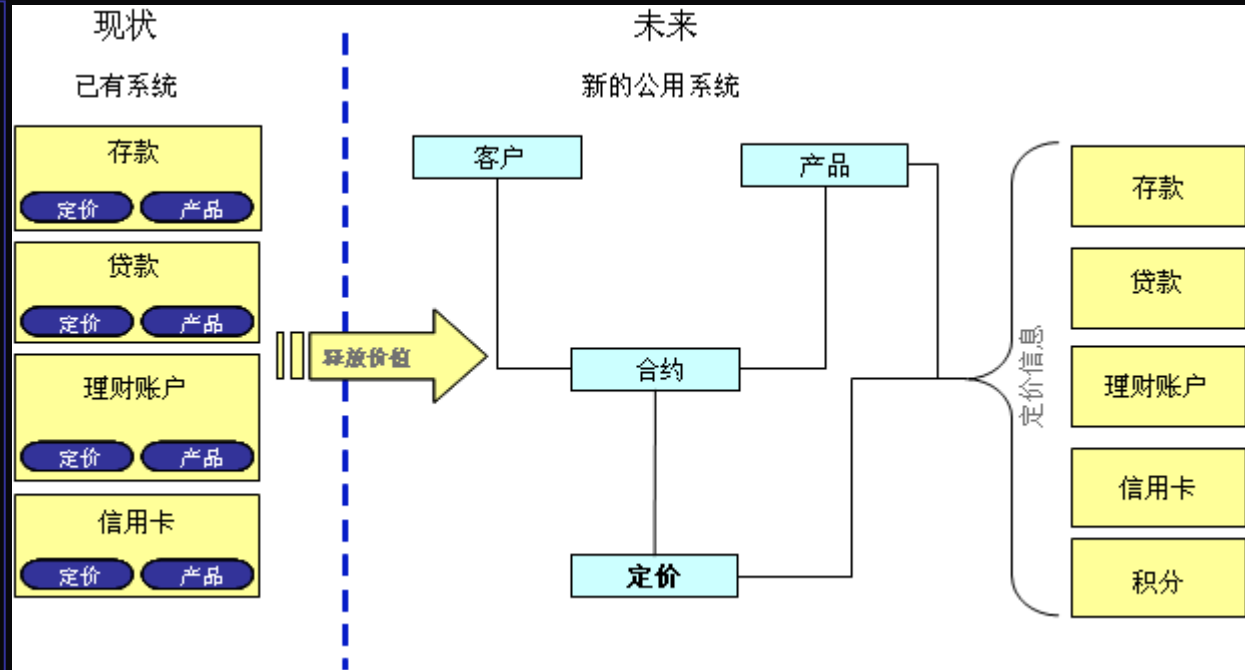 现状
未来
已有系统
新的公用系统
存款
定价
产品
贷款
定价
产品
理财账户
定价
产品
信用卡
定价
产品
释放价值
客户
产品
合约
定价
定价信息
存款
贷款
理财账户
信用卡
积分